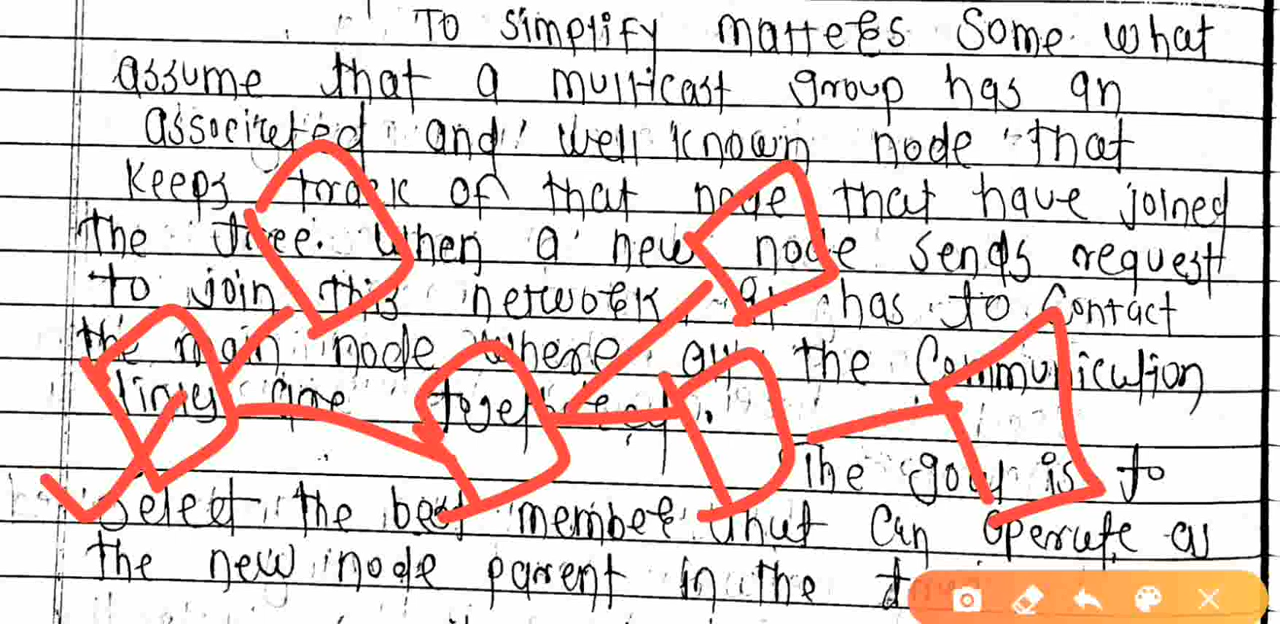 To simplify matters some what
assume that a multicast group has an
associated and well known node that
keeps track of that node that have joined
the tree. When a new node sends request
to join this network, it has to contact
the main node where all the communication
lines are together.
The goal is to
select the best member that can operate as
the new node parent in the